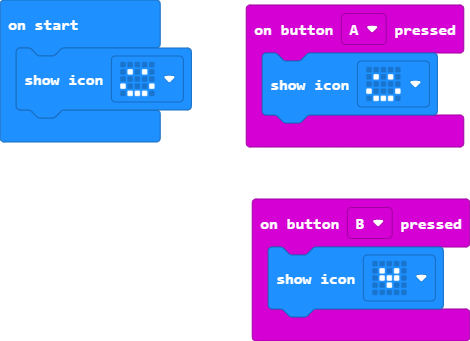 on start
show icon
on button A pressed
show icon
on button B pressed
show icon